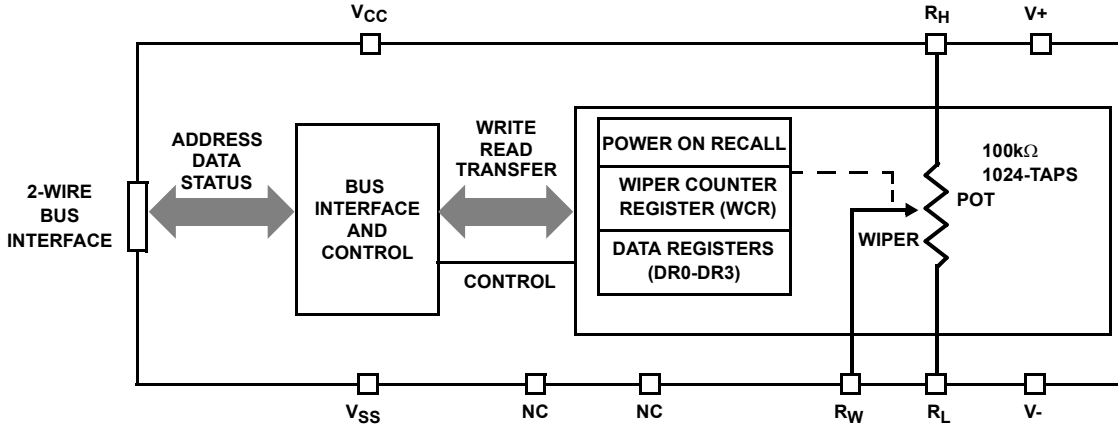 VCC
RH
V+
ADDRESS
DATA
STATUS
WRITE
READ
TRANSFER
2-WIRE
BUS
INTERFACE
BUS
INTERFACE
AND
CONTROL
CONTROL
POWER ON RECALL
WIPER COUNTER
REGISTER (WCR)
DATA REGISTERS
(DR0-DR3)
100kΩ
1024-TAPS
POT
WIPER
VSS
NC
NC
RW
RL
V-